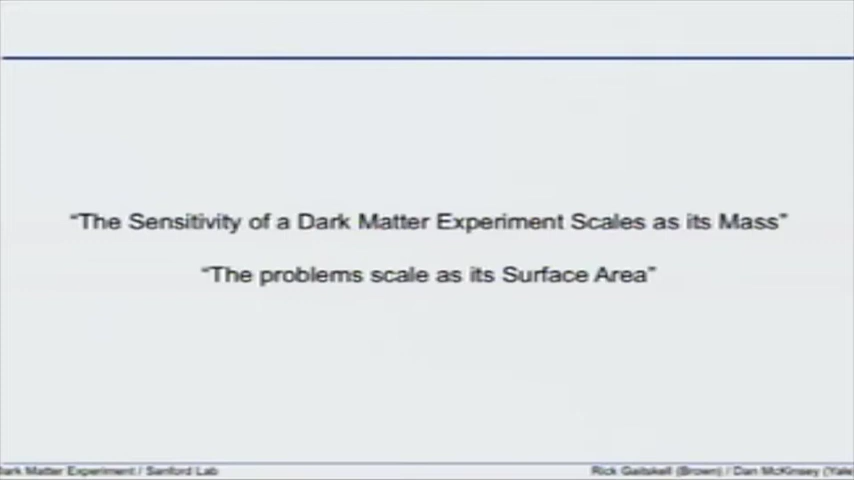 “The Sensitivity of a Dark Matter Experiment Scales as its Mass”
“The problems scale as its Surface Area”
Dark Matter Experiment / Sanford Lab
Rick Gaitskell (Brown) / Dan McKinsey (Yale